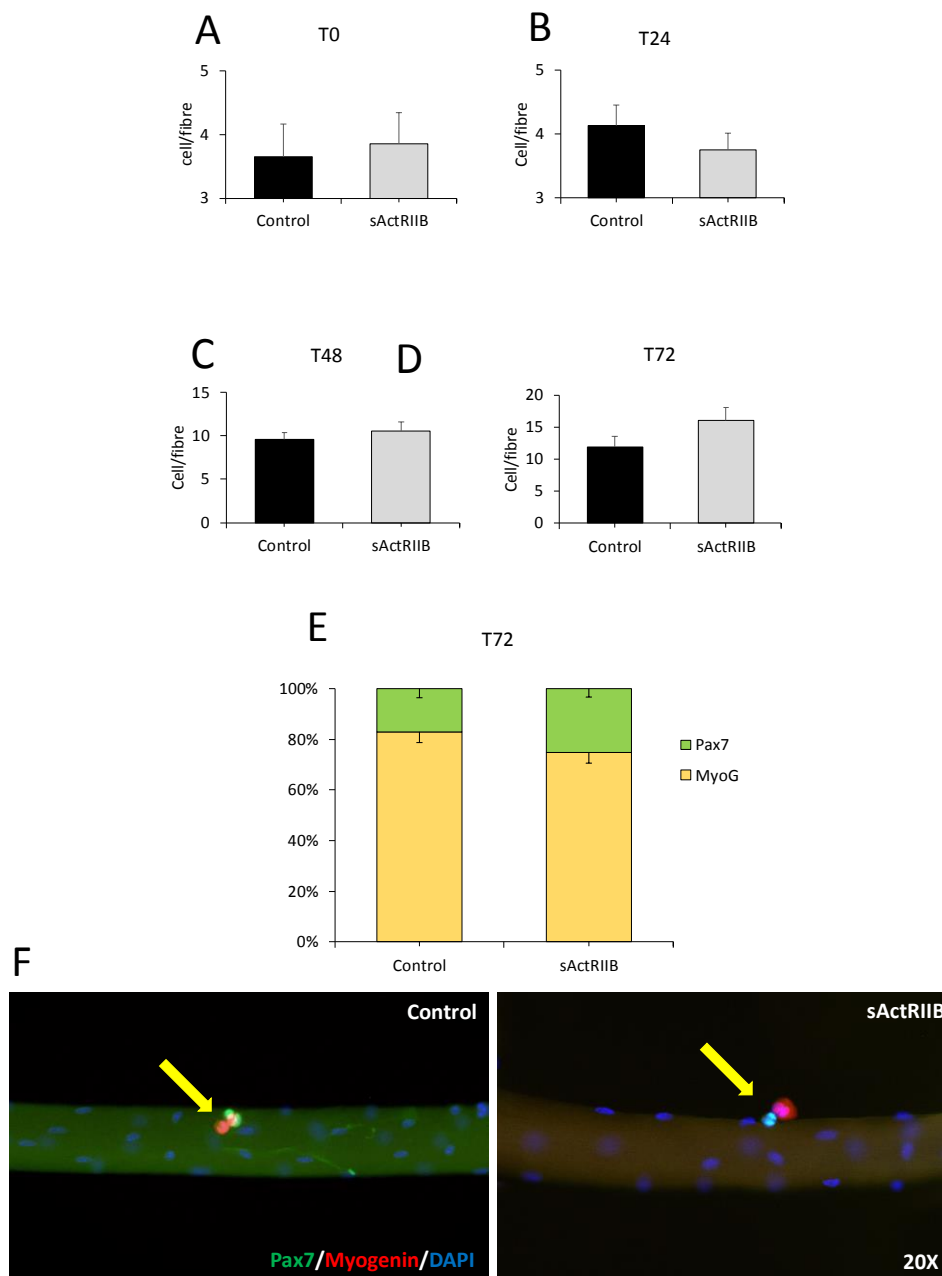 A
T0
5
4
3
cell/fibre
Control sActRIIB
B
T24
5
4
3
Cell/fibre
Control sActRIIB
C
T48
15
10
5
0
Cell/fibre
Control sActRIIB
D
T72
20
15
10
5
0
Cell/fibre
Control sActRIIB
E
T72
100%
80%
60%
40%
20%
0%
Control sActRIIB
Pax7
MyoG
F
Control
Pax7/Myogenin/DAPI
sActRIIB
20X